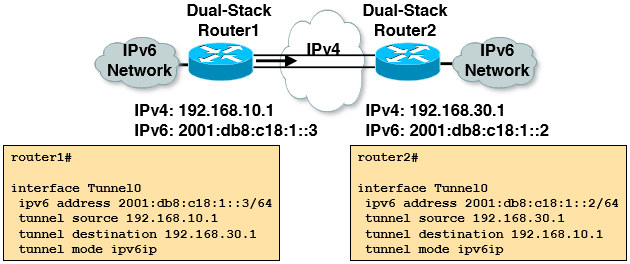 Dual-Stack
Router1
Dual-Stack
Router2
IPv6
Network
IPv4
IPv6
Network
IPv4: 192.168.10.1
IPv6: 2001:db8:c18:1::3
IPv4: 192.168.30.1
IPv6: 2001:db8:c18:1::2
router1#
interface Tunnel0
ipv6 address 2001:db8:c18:1::3/64
tunnel source 192.168.10.1
tunnel destination 192.168.30.1
tunnel mode ipv6ip
router2#
interface Tunnel0
ipv6 address 2001:db8:c18:1::2/64
tunnel source 192.168.30.1
tunnel destination 192.168.10.1
tunnel mode ipv6ip